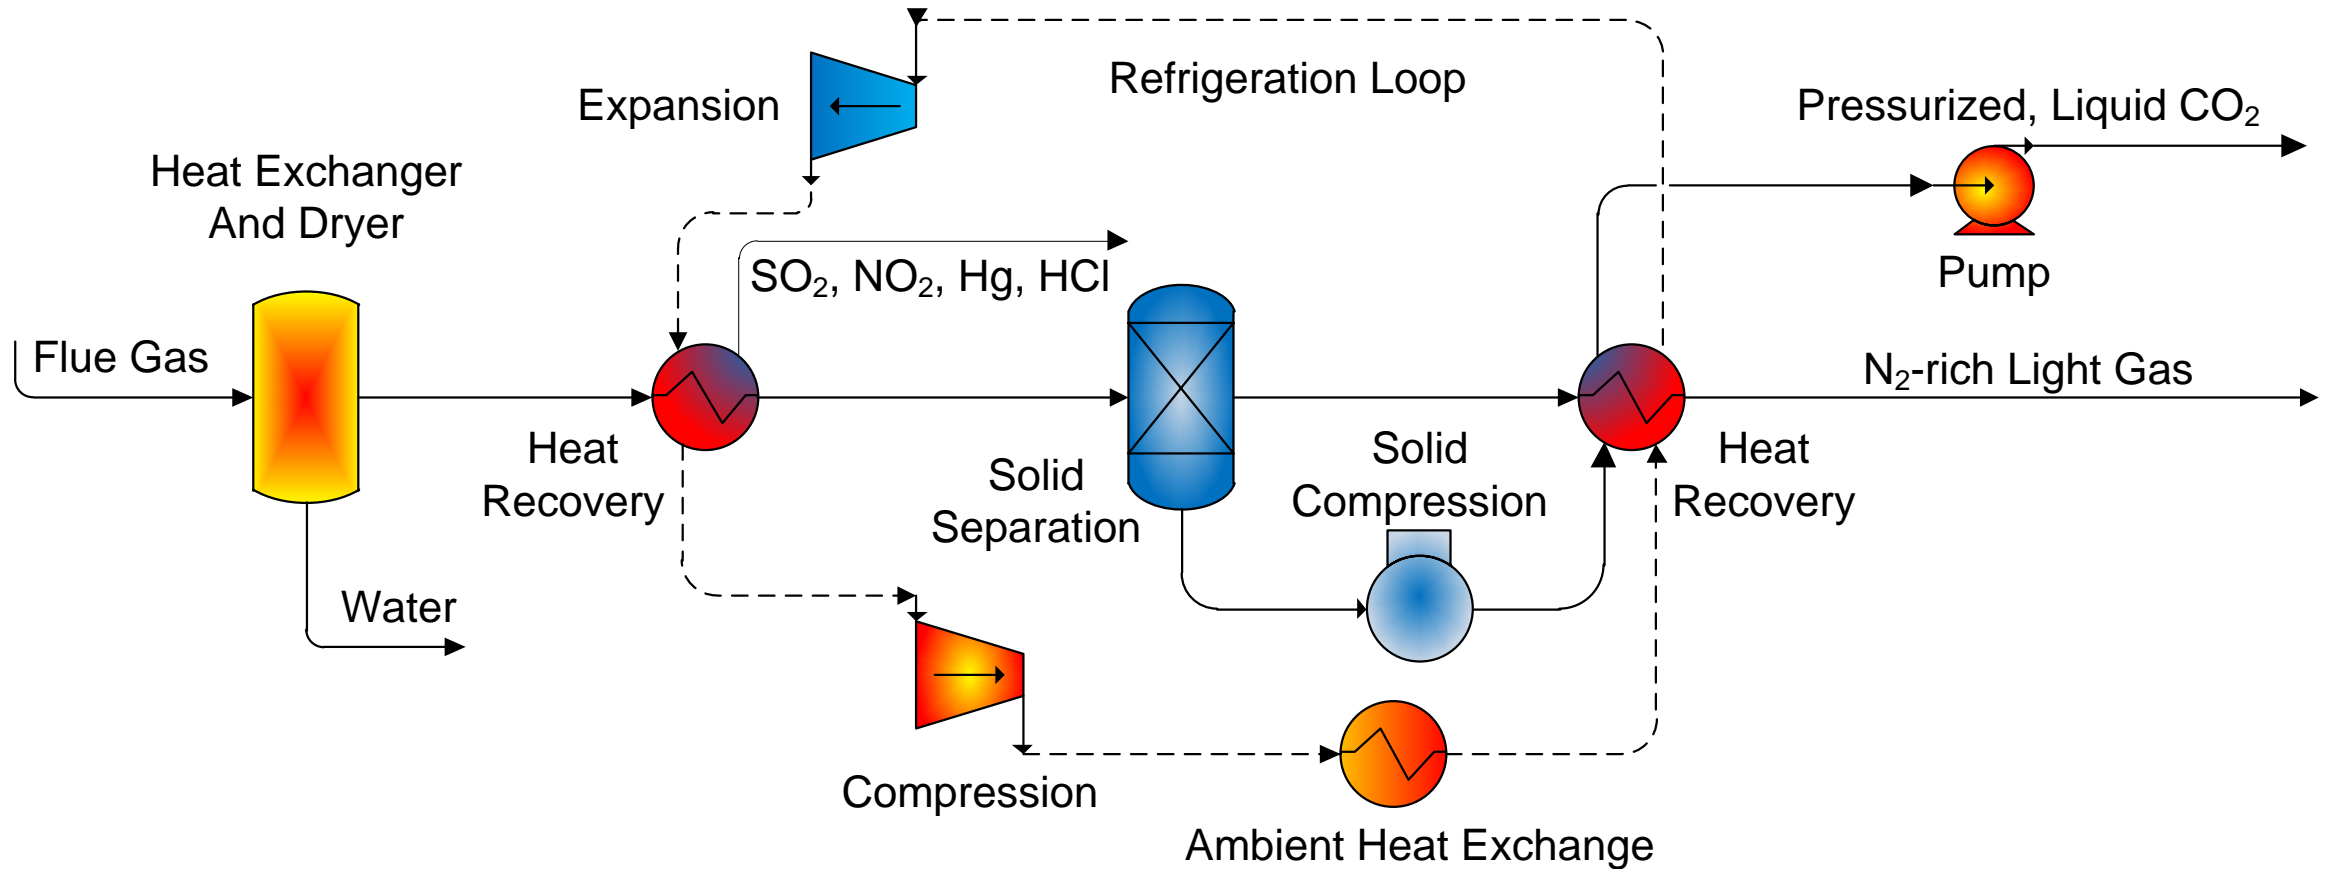 Refrigeration Loop
Expansion
Pressurized, Liquid CO₂
Heat Exchanger
And Dryer
SO₂, NO₂, Hg, HCl
Pump
Flue Gas
N₂-rich Light Gas
Heat
Recovery
Solid
Separation
Solid
Compression
Heat
Recovery
Water
Compression
Ambient Heat Exchange